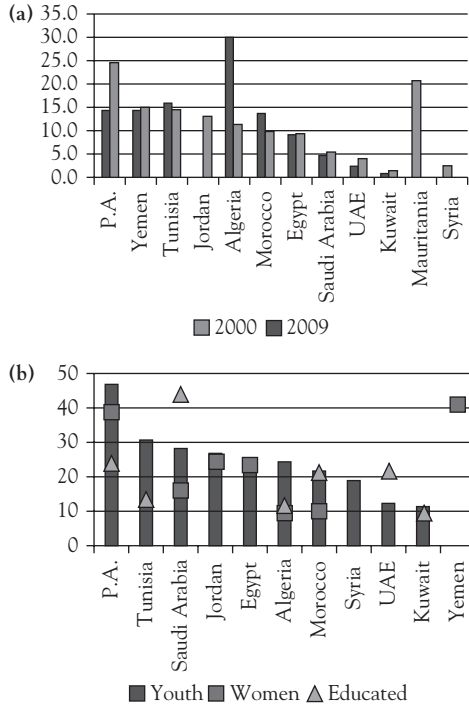 (a)
35.0
30.0
25.0
20.0
15.0
10.0
5.0
0.0
P.A.
Yemen
Tunisia
Jordan
Algeria
Morocco
Egypt
Saudi Arabia
UAE
Kuwait
Mauritania
Syria
2000 2009
(b)
50
40
30
20
10
0
P.A.
Tunisia
Saudi Arabia
Jordan
Egypt
Algeria
Morocco
Syria
UAE
Kuwait
Yemen
Youth Women Educated